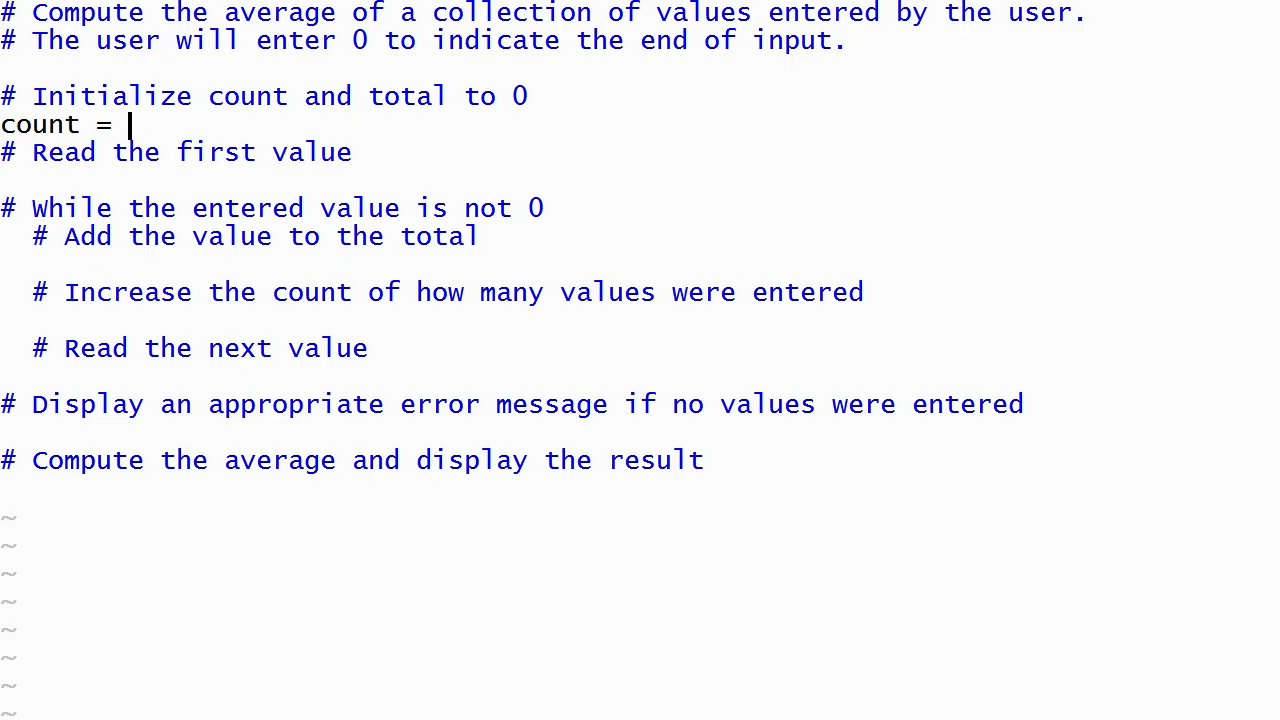 # Compute the average of a collection of values entered by the user.
# The user will enter 0 to indicate the end of input.
# Initialize count and total to 0
count =
# Read the first value
# While the entered value is not 0
# Add the value to the total
# Increase the count of how many values were entered
# Read the next value
# Display an appropriate error message if no values were entered
# Compute the average and display the result
~
~
~
~
~
~
~
~